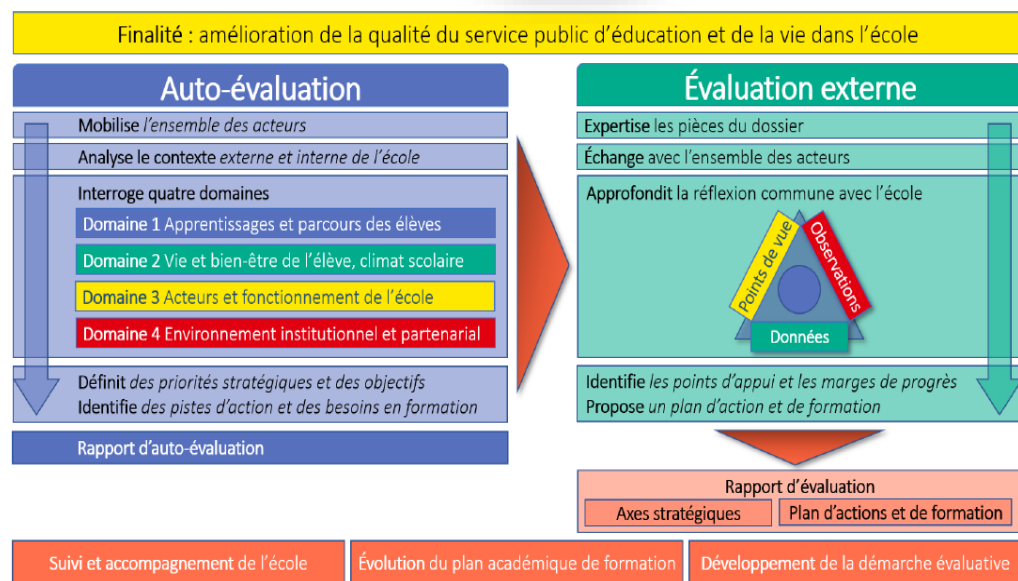 Finalité : amélioration de la qualité du service public d’éducation et de la vie dans l’école
Auto-évaluation
Mobilise l’ensemble des acteurs
Analyse le contexte externe et interne de l’école
Interroge quatre domaines
Domaine 1 Apprentissages et parcours des élèves
Domaine 2 Vie et bien-être de l’élève, climat scolaire
Domaine 3 Acteurs et fonctionnement de l’école
Domaine 4 Environnement institutionnel et partenarial
Définit des priorités stratégiques et des objectifs
Identifie des pistes d’action et des besoins en formation
Rapport d’auto-évaluation
Évaluation externe
Expertise les pièces du dossier
Échange avec l’ensemble des acteurs
Approfondit la réflexion commune avec l’école
Points de vue
Observations
Données
Identifie les points d’appui et les marges de progrès
Propose un plan d’action et de formation
Rapport d’évaluation
Axes stratégiques
Plan d’actions et de formation
Suivi et accompagnement de l’école
Évolution du plan académique de formation
Développement de la démarche évaluative